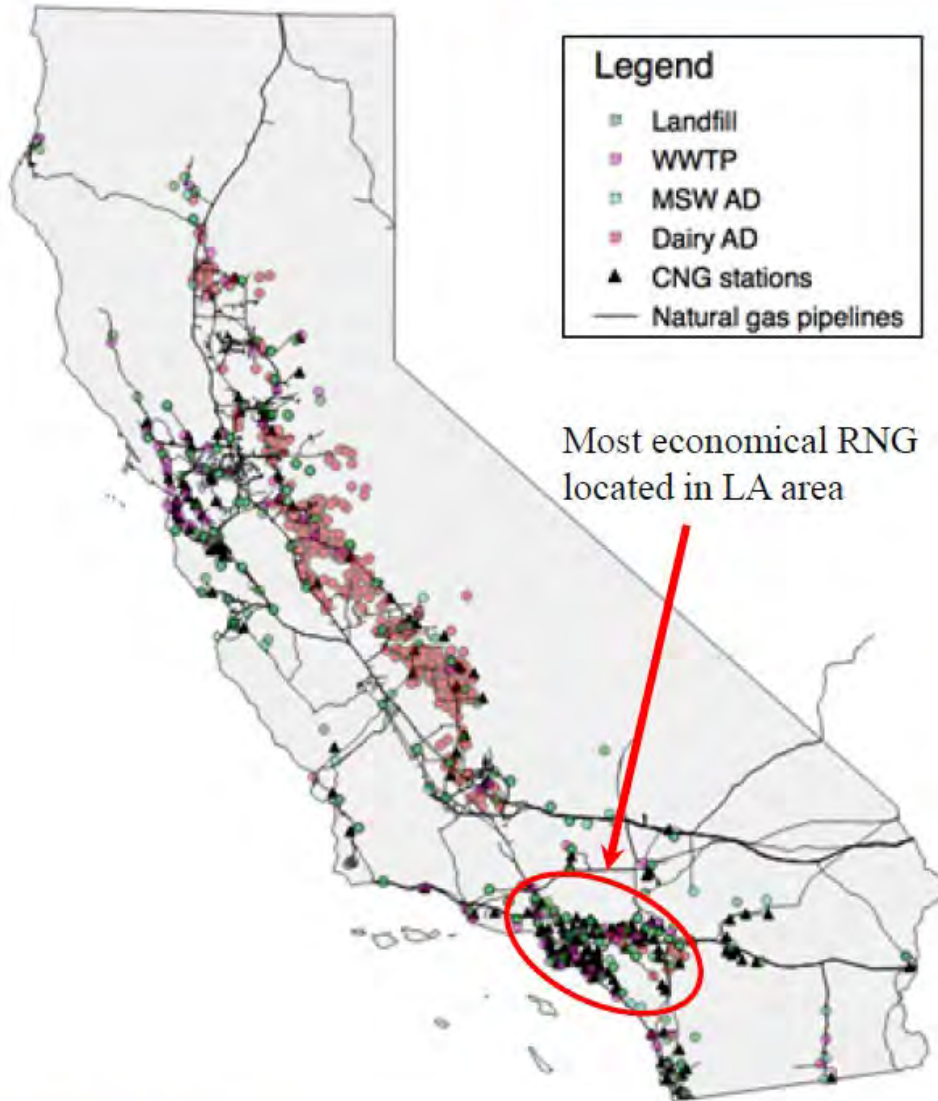 Legend
Landfill
WWTP
MSW AD
Dairy AD
CNG stations
Natural gas pipelines
Most economical RNG
located in LA area